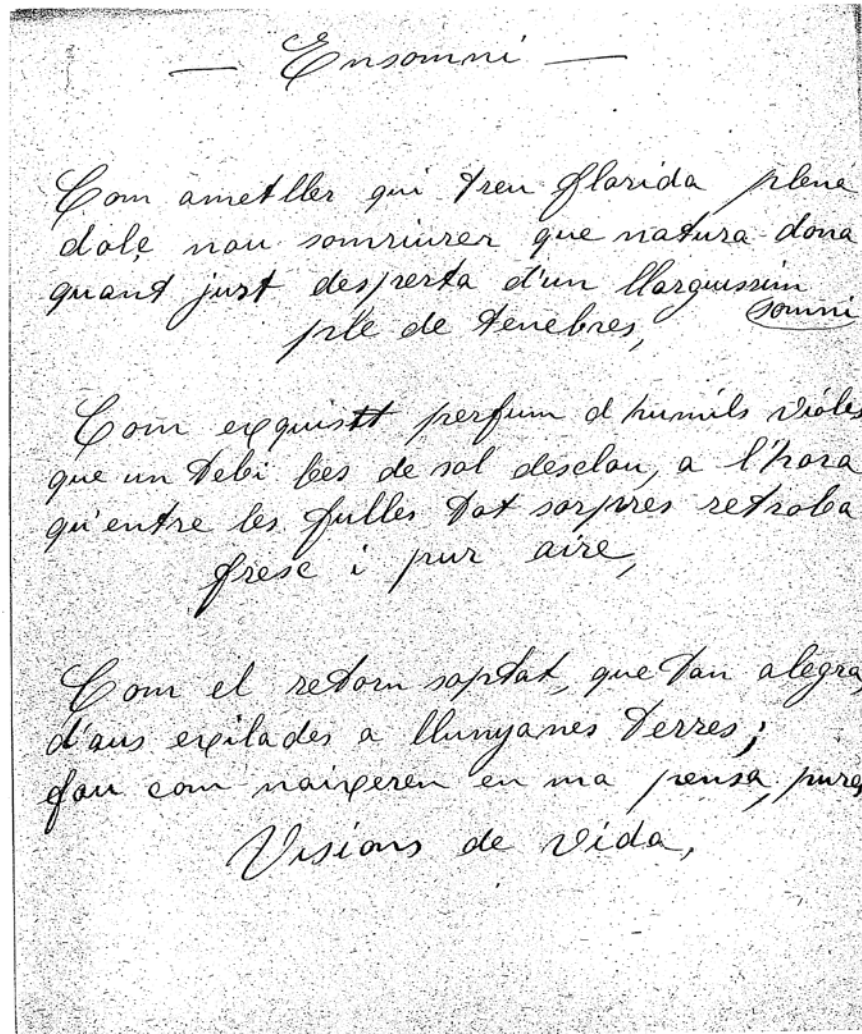 — Ensomni —
Com ametller qui treu florida plena
dolç nou somriurer que natura dona
quant just desperta d'un llarguissim
somni
ple de tenebres,
Com exquisit perfum d'humils violes
que un tebi bes de sol desclou, a l'hora
qu'entre les fulles tot sorpres retroba
fresc i pur aire,
Com el retorn soptat, que tan alegra,
d'aus exilades a llunyanes terres;
fou com naixeren en ma pensa, pures
Visions de vida,